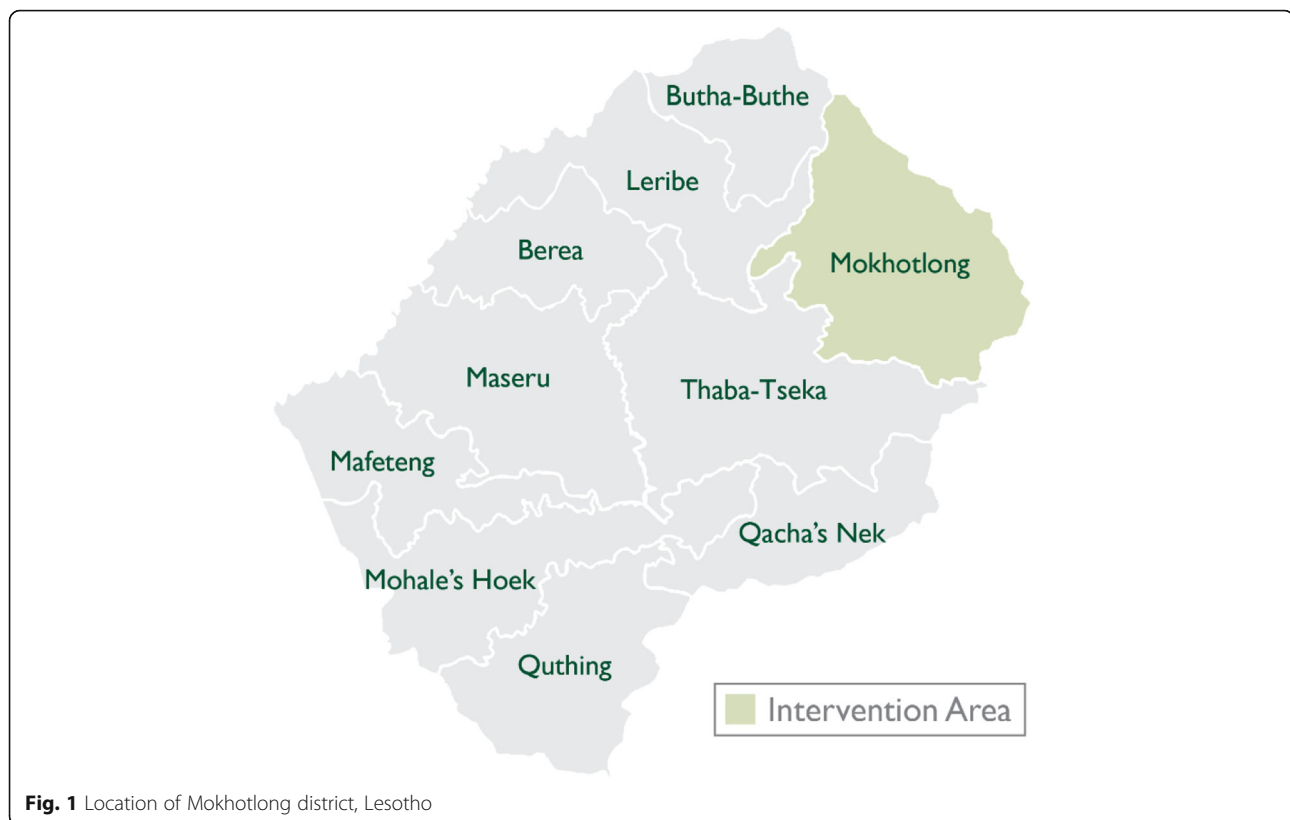 Butha-Buthe
Leribe
Berea
Mokhotlong
Maseru
Thaba-Tseka
Mafeteng
Qacha's Nek
Mohale's Hoek
Quthing
Intervention Area
Fig. 1 Location of Mokhotlong district, Lesotho